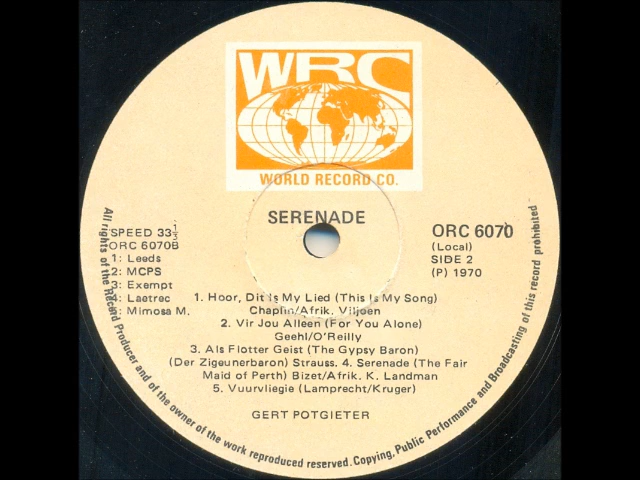 WRC
WORLD RECORD CO.
SERENADE
SPEED 33⅓
ORC 6070B
1: Leeds
2: MCPS
3: Exempt
4: Laetrec
5: Mimosa M.
ORC 6070
(Local)
SIDE 2
(P) 1970
1. Hoor, Dit Is My Lied (This Is My Song)
Chaplin/Afrik. Viljoen
2. Vir Jou Alleen (For You Alone)
Geehl/O'Reilly
3. Als Flotter Geist (The Gypsy Baron)
(Der Zigeunerbaron) Strauss. 4. Serenade (The Fair
Maid of Perth) Bizet/Afrik. K. Landman
5. Vuurvliegie (Lamprecht/Kruger)
GERT POTGIETER
All rights of the Record Producer and of the owner of the work reproduced reserved. Copying, Public Performance and Broadcasting of this record prohibited